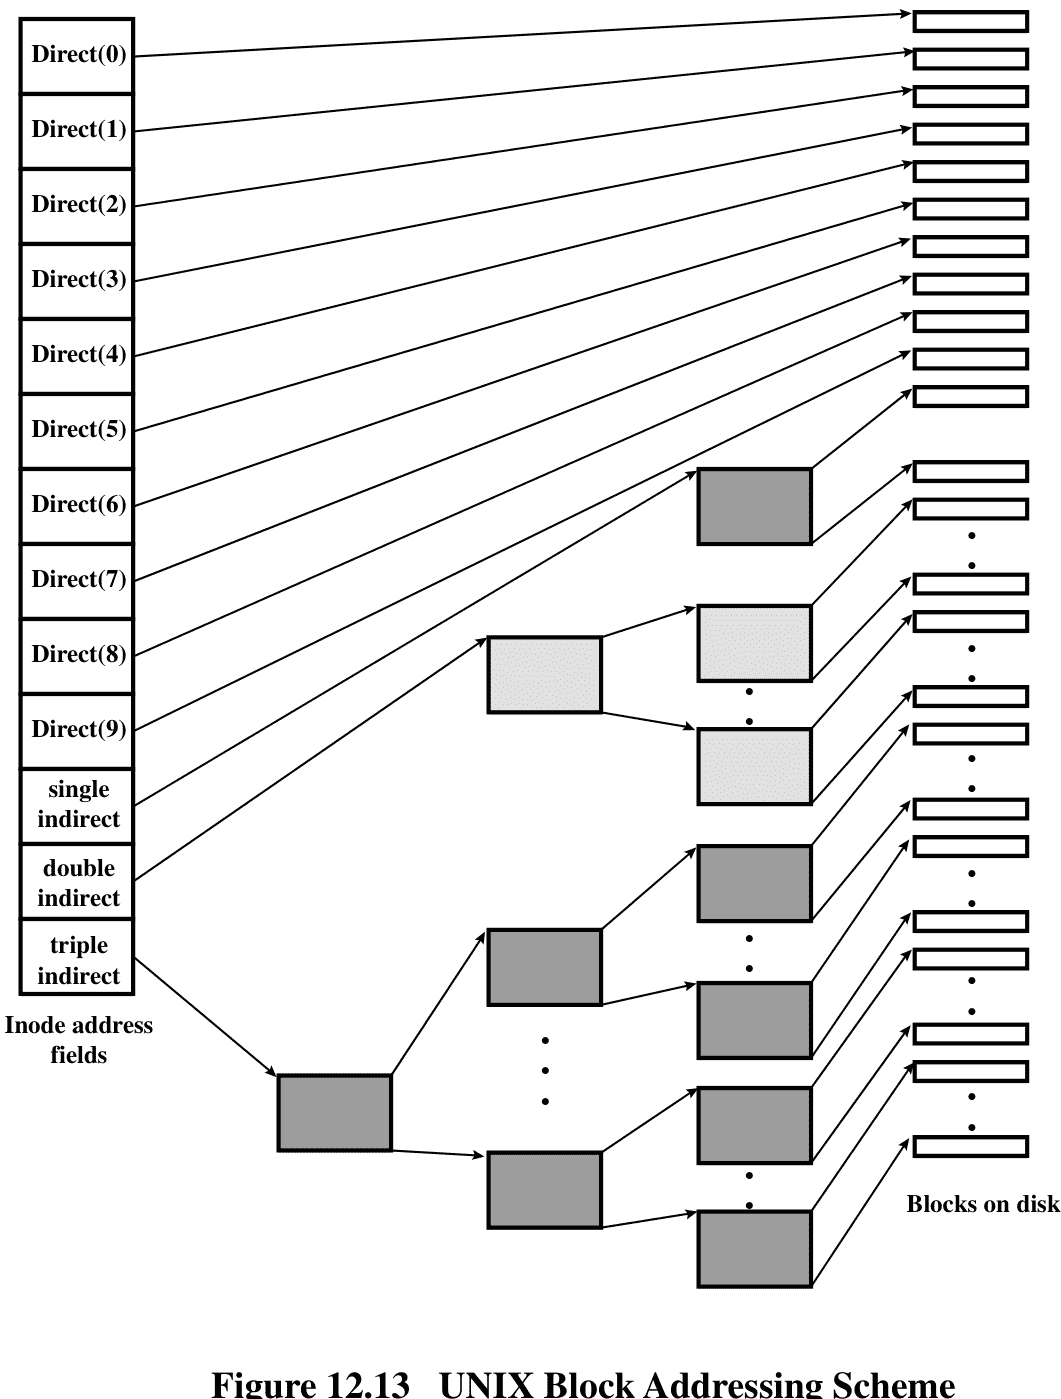 Direct(0)
Direct(1)
Direct(2)
Direct(3)
Direct(4)
Direct(5)
Direct(6)
Direct(7)
Direct(8)
Direct(9)
single
indirect
double
indirect
triple
indirect
Inode address
fields
Blocks on disk
Figure 12.13 UNIX Block Addressing Scheme